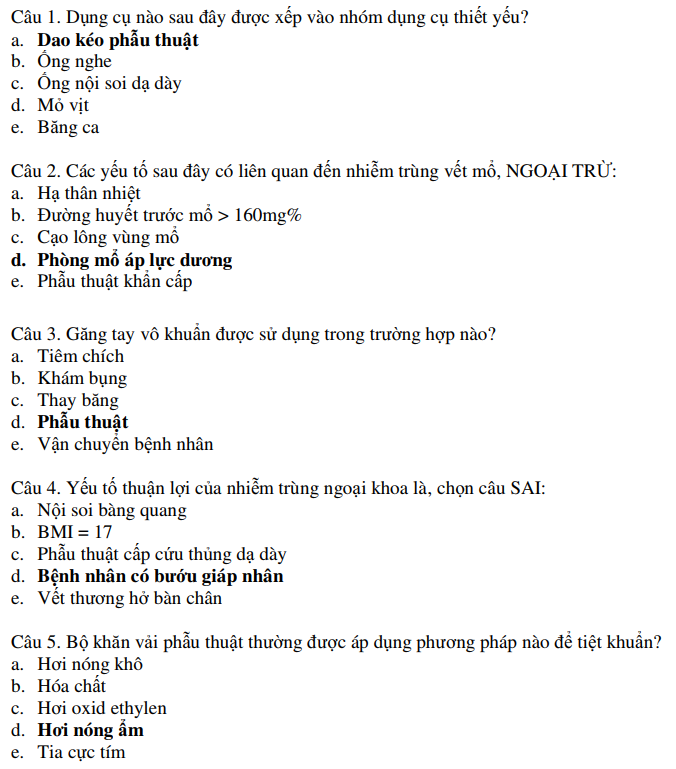 Câu 1. Dụng cụ nào sau đây được xếp vào nhóm dụng cụ thiết yếu?
a. Dao kéo phẫu thuật
b. Ống nghe
c. Ống nội soi dạ dày
d. Mỏ vịt
e. Băng ca
Câu 2. Các yếu tố sau đây có liên quan đến nhiễm trùng vết mổ, NGOẠI TRỪ:
a. Hạ thân nhiệt
b. Đường huyết trước mổ > 160mg%
c. Cạo lông vùng mổ
d. Phòng mổ áp lực dương
e. Phẫu thuật khẩn cấp
Câu 3. Găng tay vô khuẩn được sử dụng trong trường hợp nào?
a. Tiêm chích
b. Khám bụng
c. Thay băng
d. Phẫu thuật
e. Vận chuyển bệnh nhân
Câu 4. Yếu tố thuận lợi của nhiễm trùng ngoại khoa là, chọn câu SAI:
a. Nội soi bàng quang
b. BMI = 17
c. Phẫu thuật cấp cứu thủng dạ dày
d. Bệnh nhân có bướu giáp nhân
e. Vết thương hở bàn chân
Câu 5. Bộ khăn vải phẫu thuật thường được áp dụng phương pháp nào để tiệt khuẩn?
a. Hơi nóng khô
b. Hóa chất
c. Hơi oxid ethylen
d. Hơi nóng ẩm
e. Tia cực tím